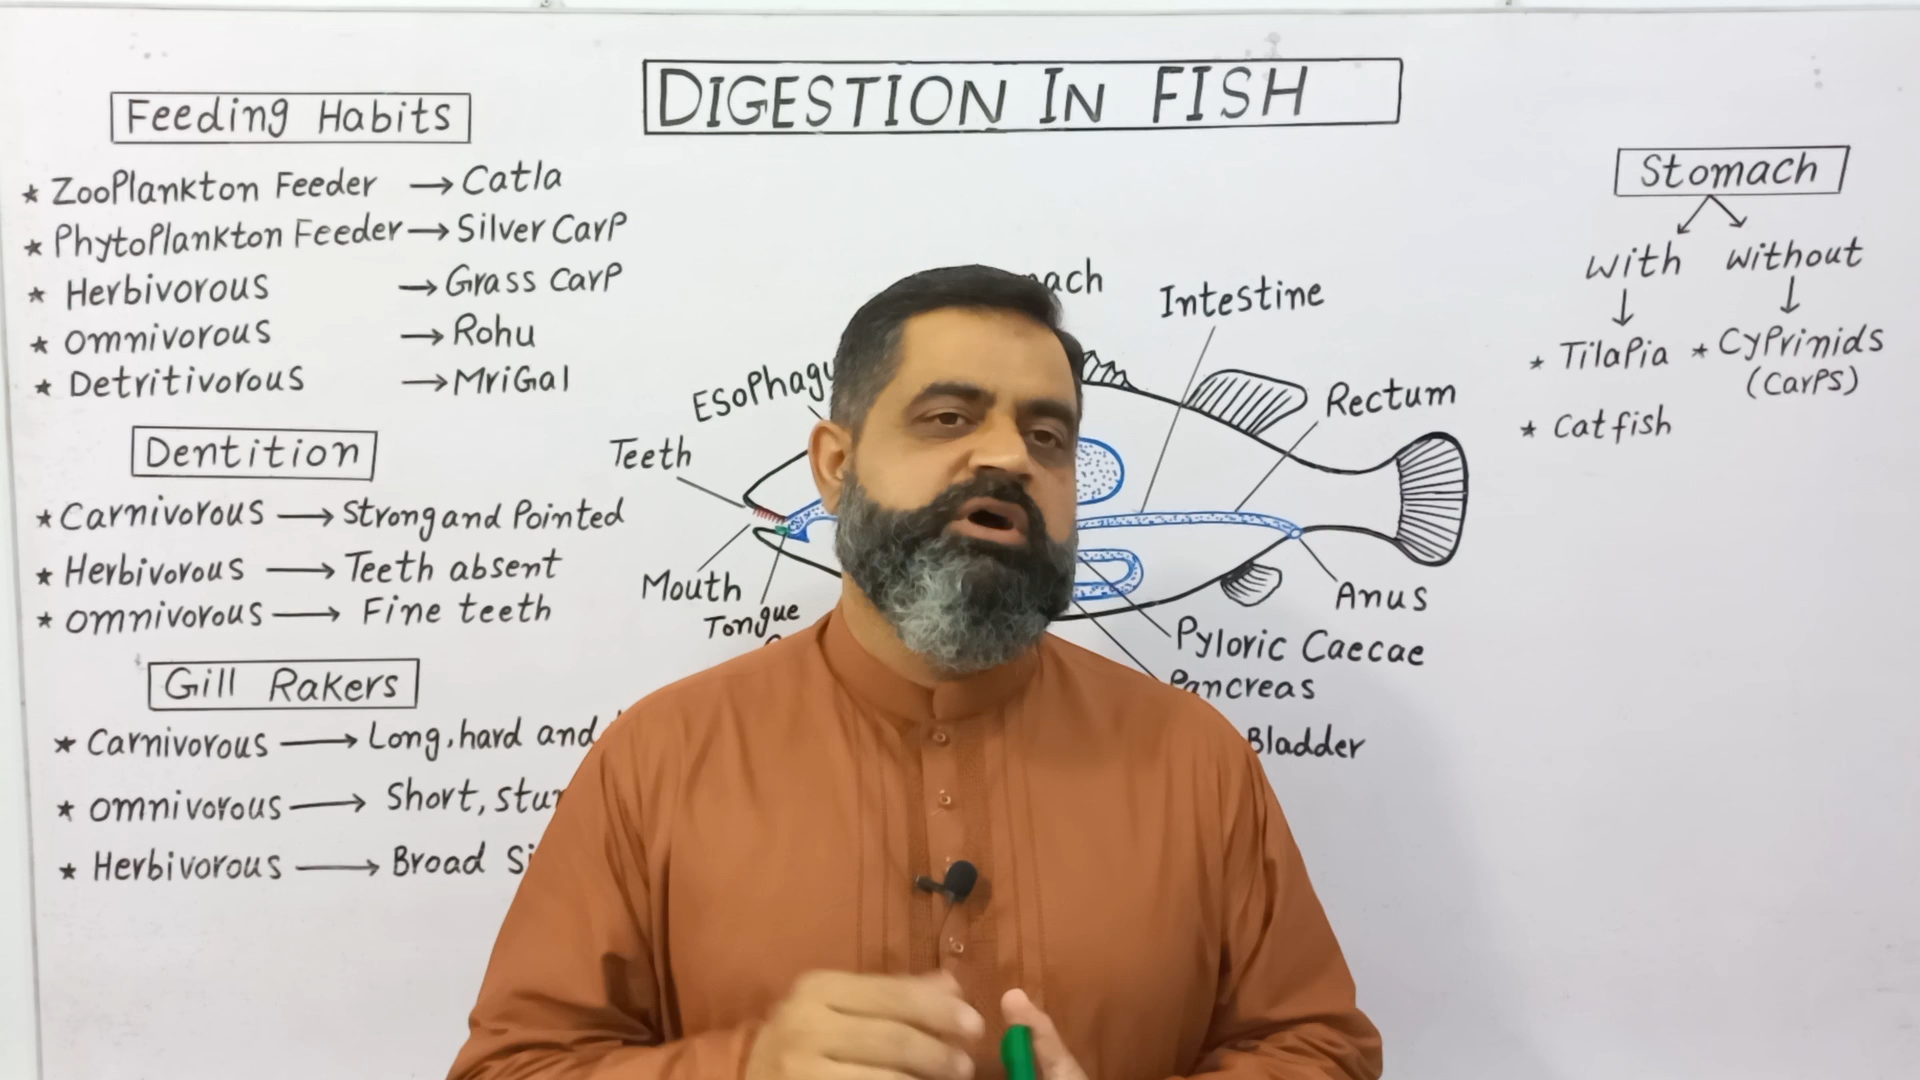 DIGESTION IN FISH
Feeding Habits
★ ZooPlankton Feeder → Catla
★ PhytoPlankton Feeder → Silver Carp
★ Herbivorous → Grass carp
★ omnivorous → Rohu
★ Detritivorous → MriGal
Dentition
★ Carnivorous → Strong and Pointed
★ Herbivorous → Teeth absent
★ omnivorous → Fine teeth
Gill Rakers
★ Carnivorous → Long, hard and
★ omnivorous → Short,
★ Herbivorous → Broad
Intestine
Rectum
Teeth
Mouth
Tongue
Anus
Pyloric Caecae
Pancreas
Bladder
Stomach
With without
★ TilaPia ★ CyPrinids
(carps)
★ Catfish